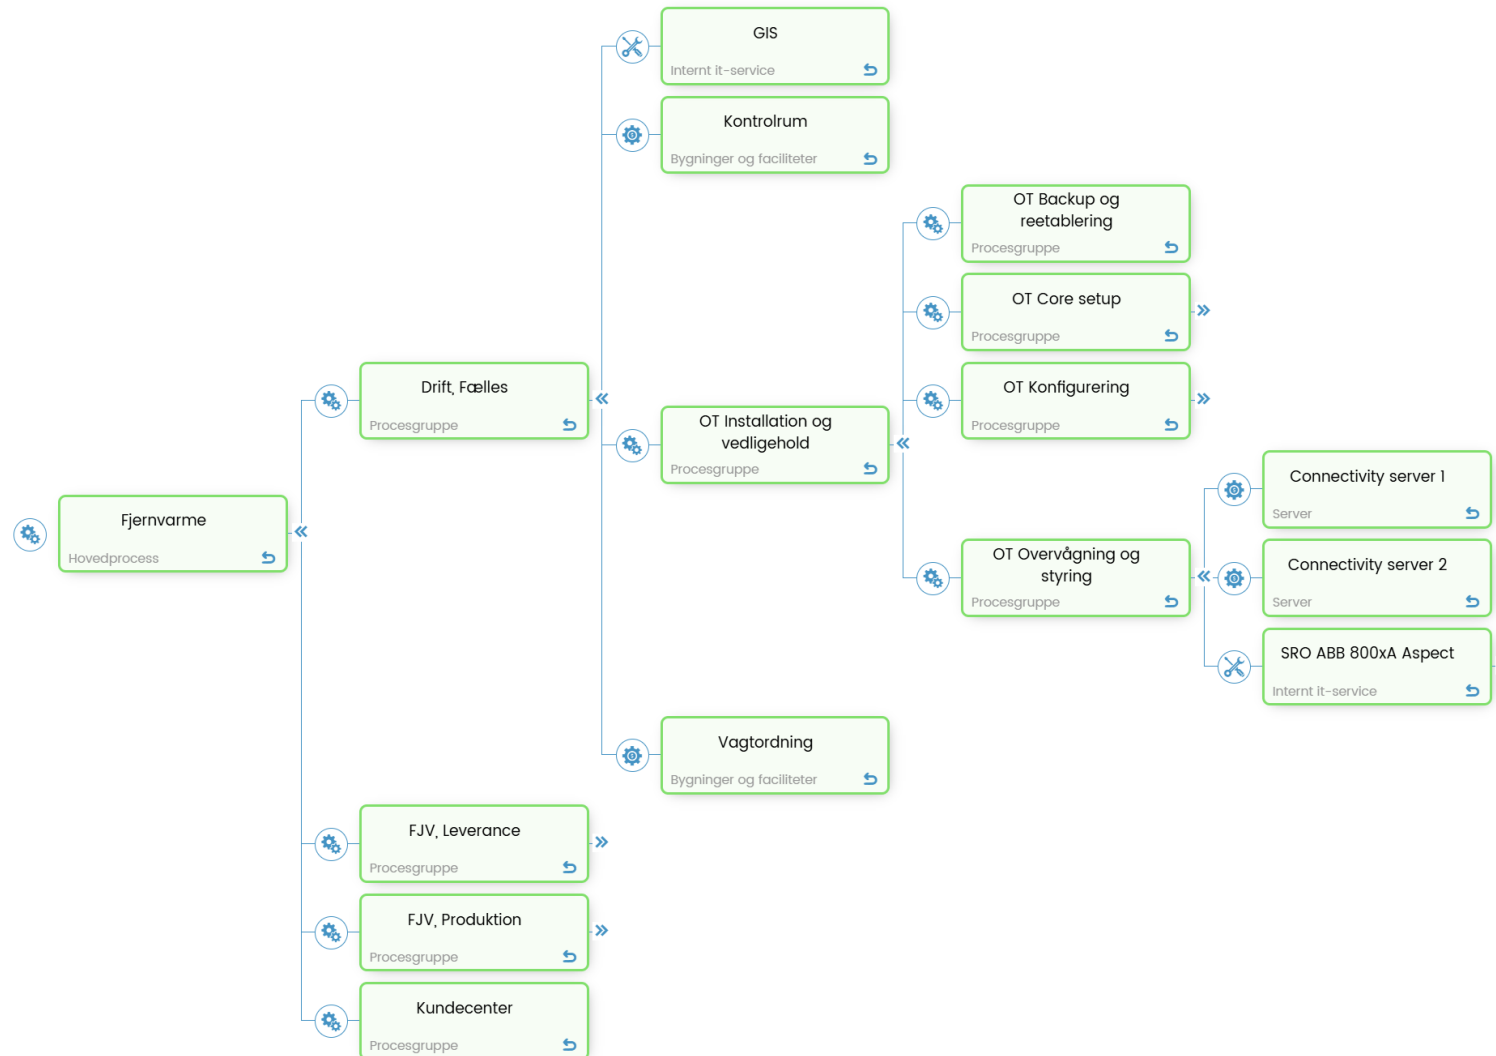 GIS
Internt it-service
Kontrolrum
Bygninger og faciliteter
OT Backup og
reetablering
Procesgruppe
OT Core setup
Procesgruppe
Drift, Fælles
Procesgruppe
OT Konfigurering
Procesgruppe
OT Installation og
vedligehold
Procesgruppe
Connectivity server 1
Server
Fjernvarme
Hovedprocess
OT Overvågning og
styring
Procesgruppe
Connectivity server 2
Server
SRO ABB 800xA Aspect
Internt it-service
Vagtordning
Bygninger og faciliteter
FJV, Leverance
Procesgruppe
FJV, Produktion
Procesgruppe
Kundecenter
Procesgruppe